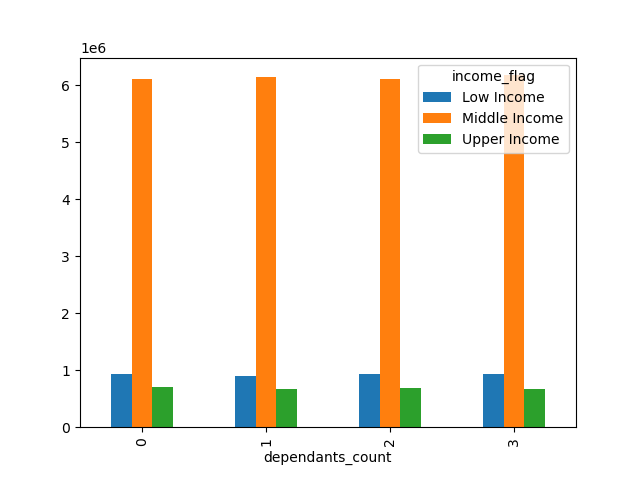 1e6
6
5
4
3
2
1
0
income_flag
Low Income
Middle Income
Upper Income
0 1 2 3
dependants_count